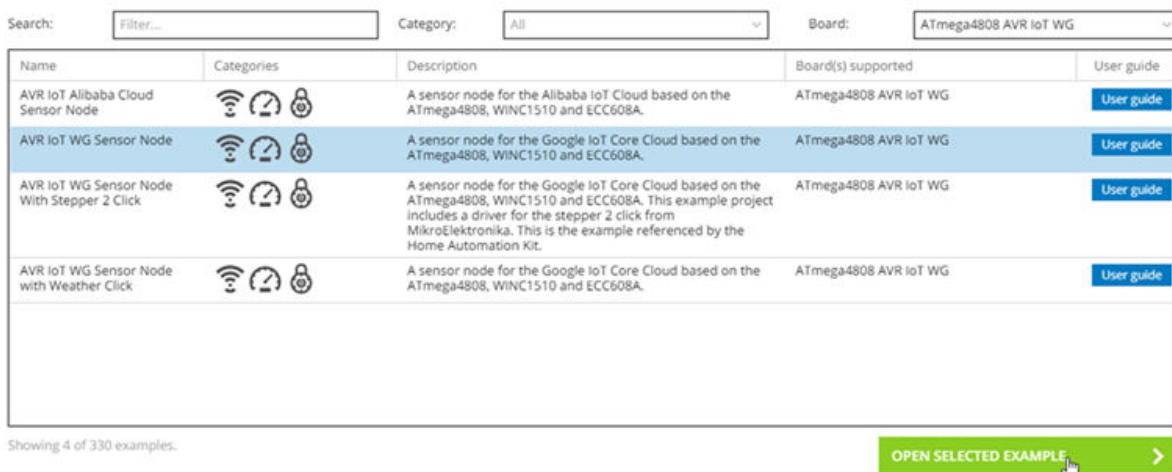 Search: Filter... Category: All Board: ATmega4808 AVR IoT WG
Name Categories Description Board(s) supported User guide
AVR IoT Alibaba Cloud
Sensor Node
A sensor node for the Alibaba IoT Cloud based on the
ATmega4808, WINC1510 and ECC608A.
ATmega4808 AVR IoT WG
User guide
AVR IoT WG Sensor Node
A sensor node for the Google IoT Core Cloud based on the
ATmega4808, WINC1510 and ECC608A.
ATmega4808 AVR IoT WG
User guide
AVR IoT WG Sensor Node
With Stepper 2 Click
A sensor node for the Google IoT Core Cloud based on the
ATmega4808, WINC1510 and ECC608A. This example project
includes a driver for the stepper 2 click from
MikroElektronika. This is the example referenced by the
Home Automation Kit.
ATmega4808 AVR IoT WG
User guide
AVR IoT WG Sensor Node
with Weather Click
A sensor node for the Google IoT Core Cloud based on the
ATmega4808, WINC1510 and ECC608A.
ATmega4808 AVR IoT WG
User guide
Showing 4 of 330 examples.
OPEN SELECTED EXAMPLE